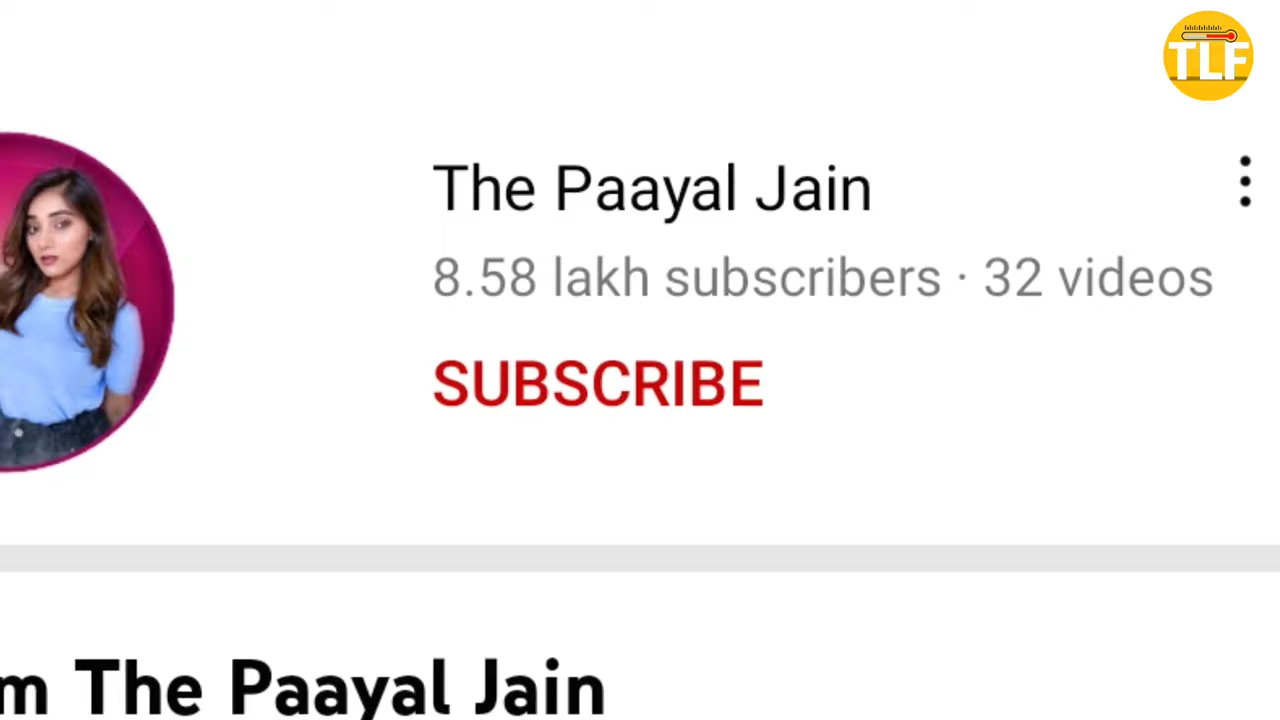 TLF
The Paayal Jain
8.58 lakh subscribers · 32 videos
SUBSCRIBE
m The Paayal Jain